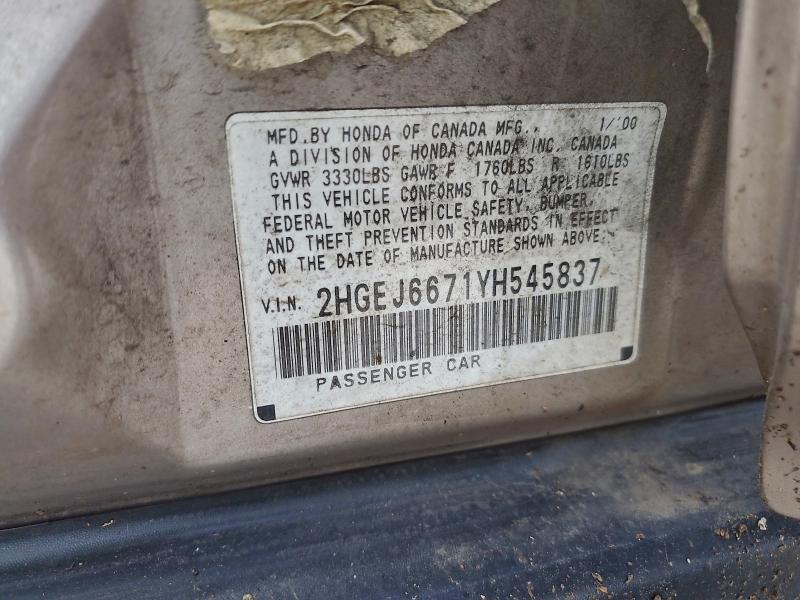 MFD.BY HONDA OF CANADA MFG., 1/'00
A DIVISION OF HONDA CANADA INC. CANADA
GVWR 3330LBS GAWR F 1760LBS R 1610LBS
THIS VEHICLE CONFORMS TO ALL APPLICABLE
FEDERAL MOTOR VEHICLE SAFETY, BUMPER,
AND THEFT PREVENTION STANDARDS IN EFFECT
ON THE DATE OF MANUFACTURE SHOWN ABOVE.
V.I.N. 2HGEJ6671YH545837
PASSENGER CAR